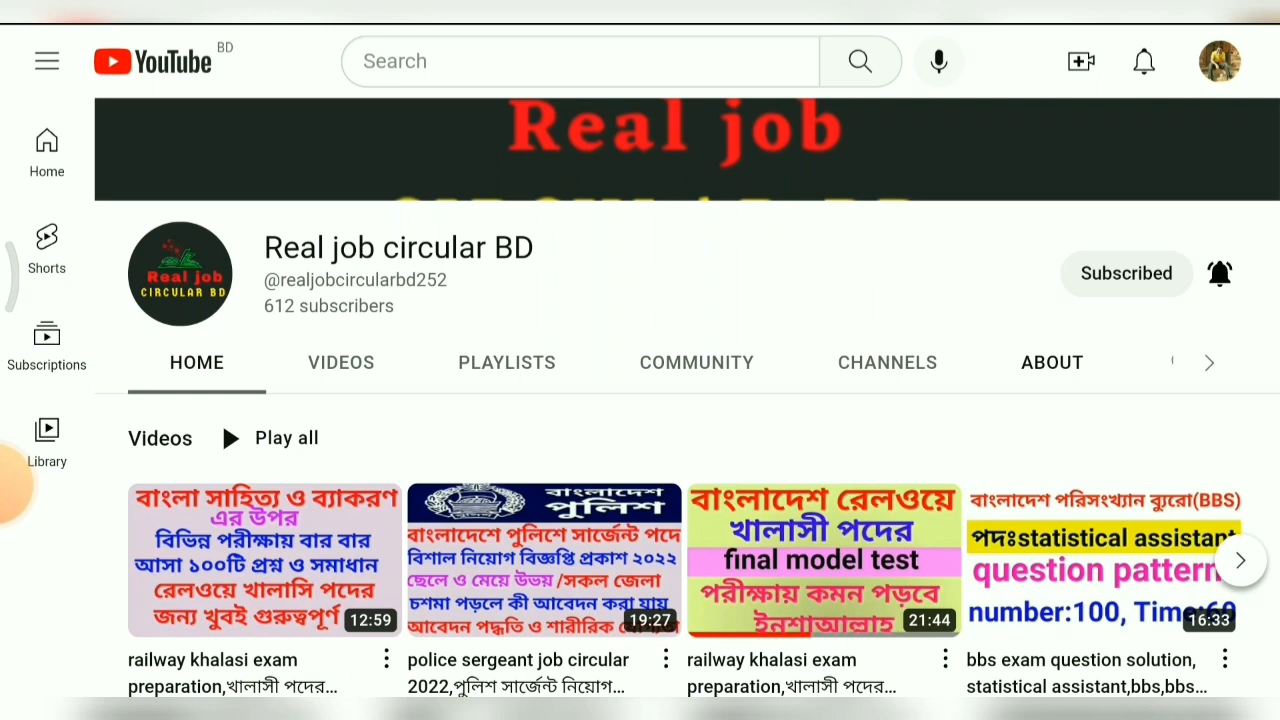 YouTube BD
Search
Real job
Home
Shorts
Subscriptions
Library
Real job
CIRCULAR BD
Real job circular BD
@realjobcircularbd252
612 subscribers
Subscribed
HOME VIDEOS PLAYLISTS COMMUNITY CHANNELS ABOUT
Videos Play all
বাংলা সাহিত্য ও ব্যাকরণ
এর উপর
বিভিন্ন পরীক্ষায় বার বার
আসা ১০০টি প্রশ্ন ও সমাধান
রেলওয়ে খালাসি পদের
জন্য খুবই গুরুত্বপূর্ণ
12:59
railway khalasi exam
preparation,খালাসী পদের...
বাংলাদেশ
পুলিশ
বাংলাদেশে পুলিশে সার্জেন্ট পদে
বিশাল নিয়োগ বিজ্ঞপ্তি প্রকাশ ২০২২
ছেলে ও মেয়ে উভয়/সকল জেলা
চশমা পড়লে কী আবেদন করা যায়
আবেদন পদ্ধতি ও শারীরিক
19:27
police sergeant job circular
2022,পুলিশ সার্জেন্ট নিয়োগ...
বাংলাদেশ রেলওয়ে
খালাসী পদের
final model test
পরীক্ষায় কমন পড়বে
ইনশাআল্লাহ
21:44
railway khalasi exam
preparation,খালাসী পদের...
বাংলাদেশ পরিসংখ্যান ব্যুরো(BBS)
পদঃstatistical assistant
question pattern
number:100, Time:60
16:33
bbs exam question solution,
statistical assistant,bbs,bbs...